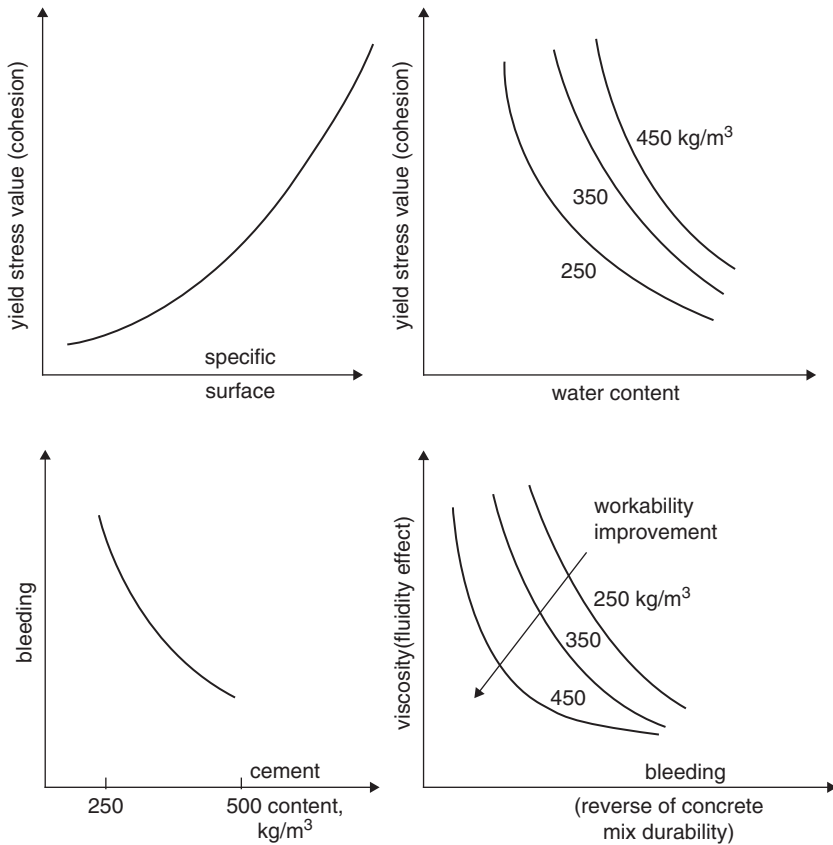 yield stress value (cohesion)
specific
surface
yield stress value (cohesion)
450 kg/m³
350
250
water content
bleeding
cement
250
500 content,
kg/m³
viscosity(fluidity effect)
workability
improvement
250 kg/m³
350
450
bleeding
(reverse of concrete
mix durability)